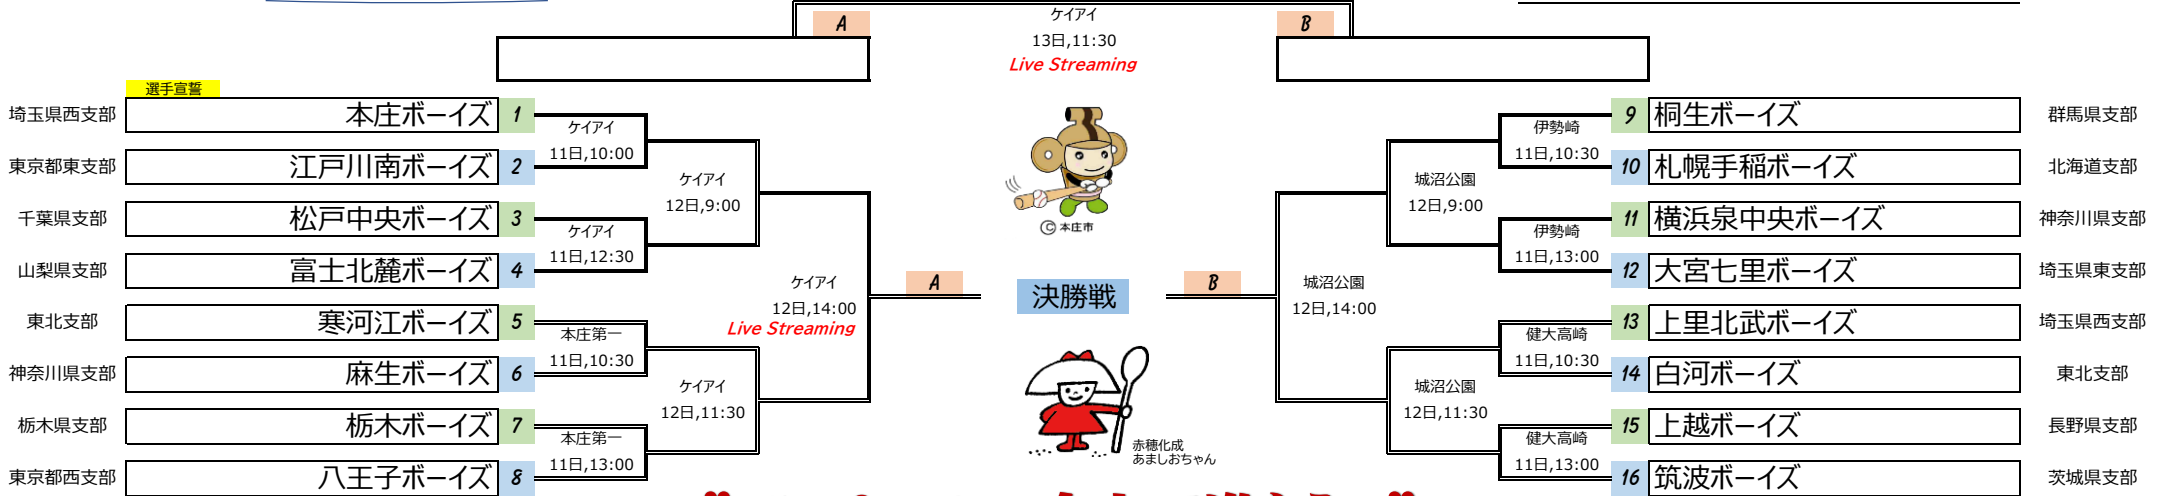 A
ケイアイ
13日,11:30
Live Streaming
B
選手宣誓
埼玉県西支部 本庄ボーイズ 1
東京都東支部 江戸川南ボーイズ 2
ケイアイ
11日,10:00
千葉県支部 松戸中央ボーイズ 3
山梨県支部 富士北麓ボーイズ 4
ケイアイ
11日,12:30
ケイアイ
12日,9:00
東北支部 寒河江ボーイズ 5
神奈川県支部 麻生ボーイズ 6
本庄第一
11日,10:30
栃木県支部 栃木ボーイズ 7
東京都西支部 八王子ボーイズ 8
本庄第一
11日,13:00
ケイアイ
12日,11:30
ケイアイ
12日,14:00
Live Streaming
A
©本庄市
決勝戦
B
赤穂化成
あましおちゃん
9 桐生ボーイズ 群馬県支部
10 札幌手稲ボーイズ 北海道支部
伊勢崎
11日,10:30
11 横浜泉中央ボーイズ 神奈川県支部
12 大宮七里ボーイズ 埼玉県東支部
伊勢崎
11日,13:00
城沼公園
12日,9:00
13 上里北武ボーイズ 埼玉県西支部
14 白河ボーイズ 東北支部
健大高崎
11日,10:30
15 上越ボーイズ 長野県支部
16 筑波ボーイズ 茨城県支部
健大高崎
11日,13:00
城沼公園
12日,11:30
城沼公園
12日,14:00